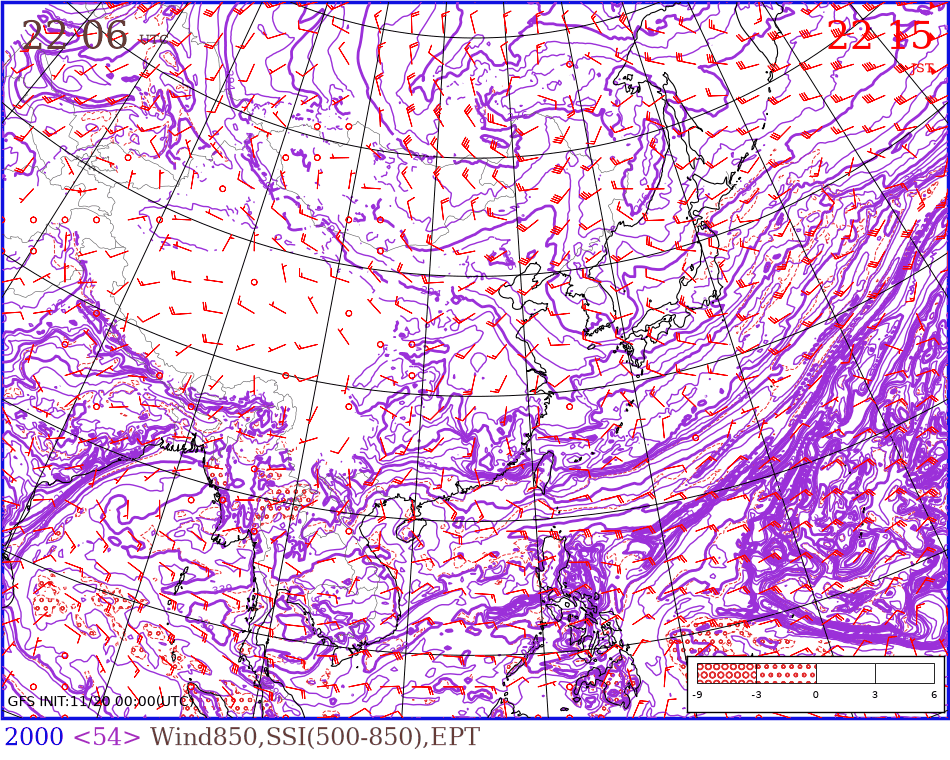 22 06 UTC
22 15
JST
GFS INIT:11/20 00:00(UTC)
-9 -3 0 3 6
2000 <54> Wind850,SSI(500-850),EPT